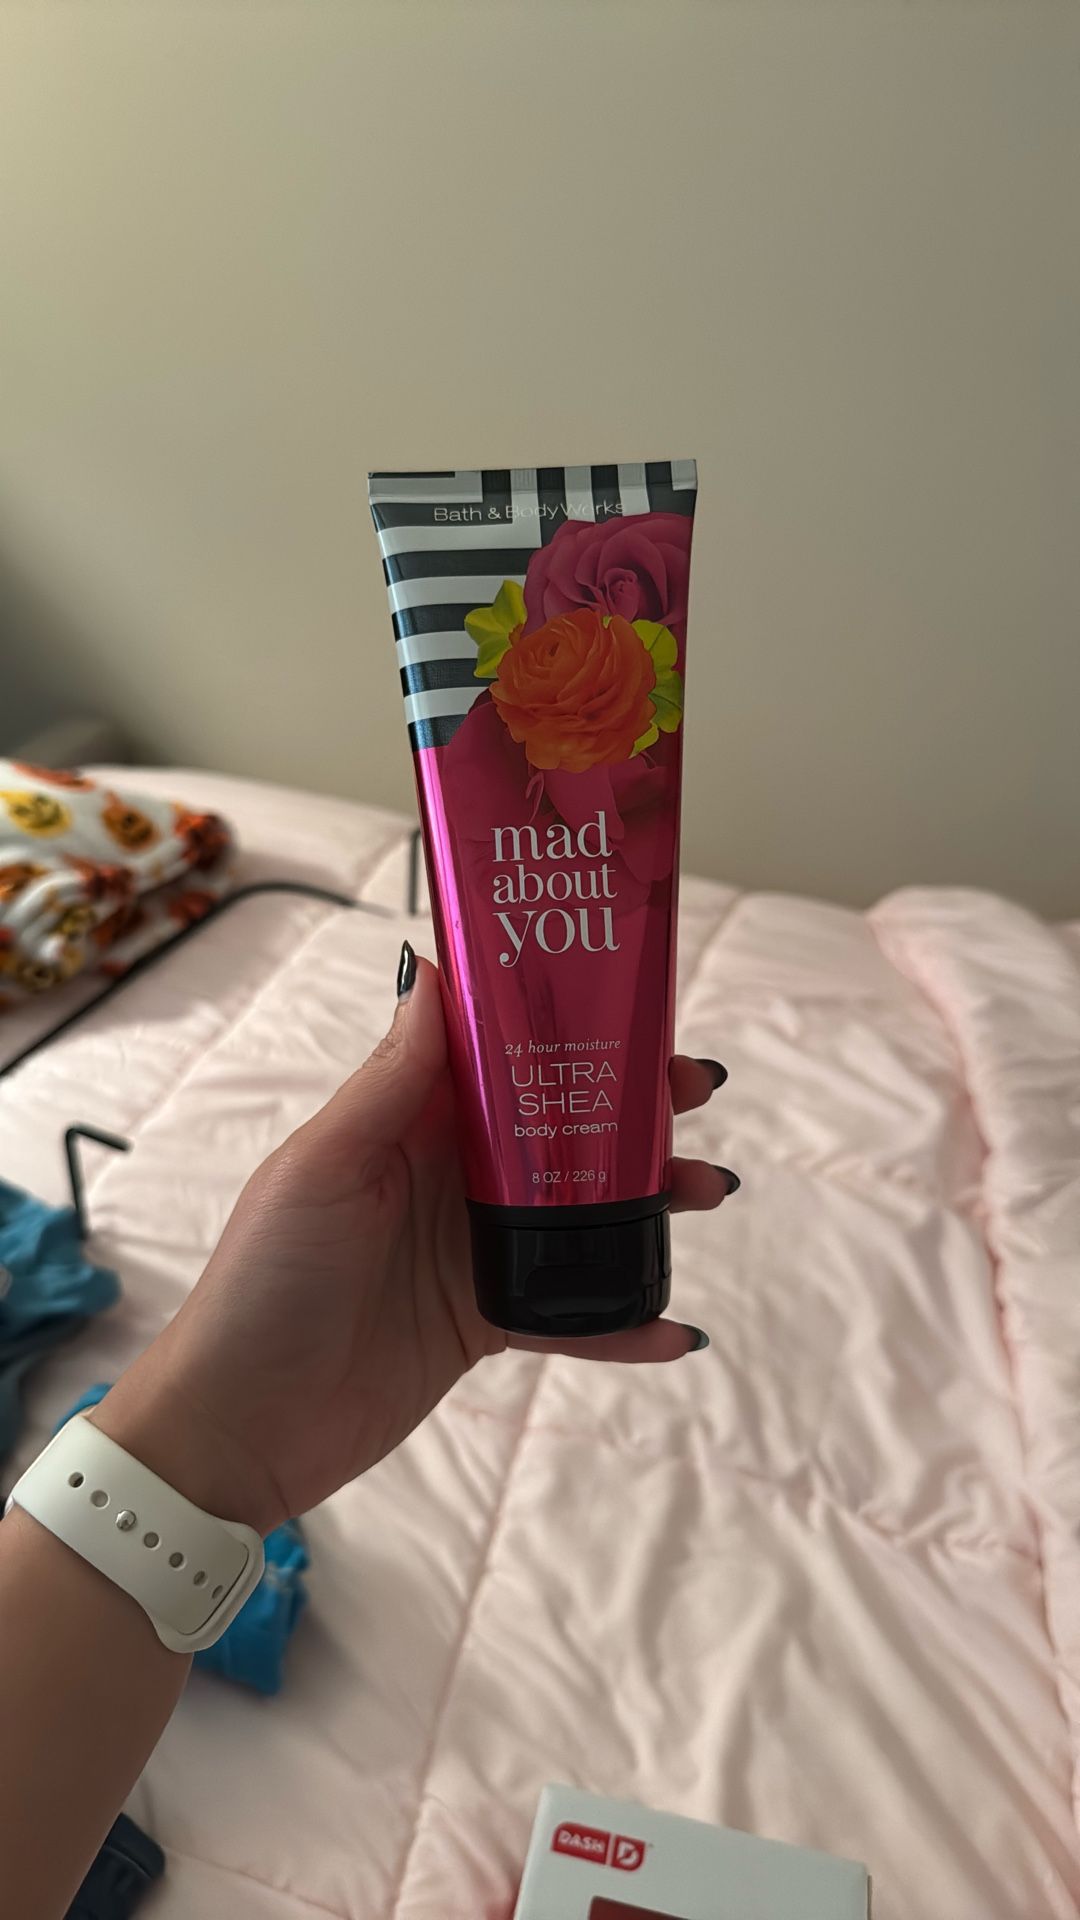 Bath & Body Works
mad
about
you
24 hour moisture
ULTRA
SHEA
body cream
8 OZ / 226 g
DASH D